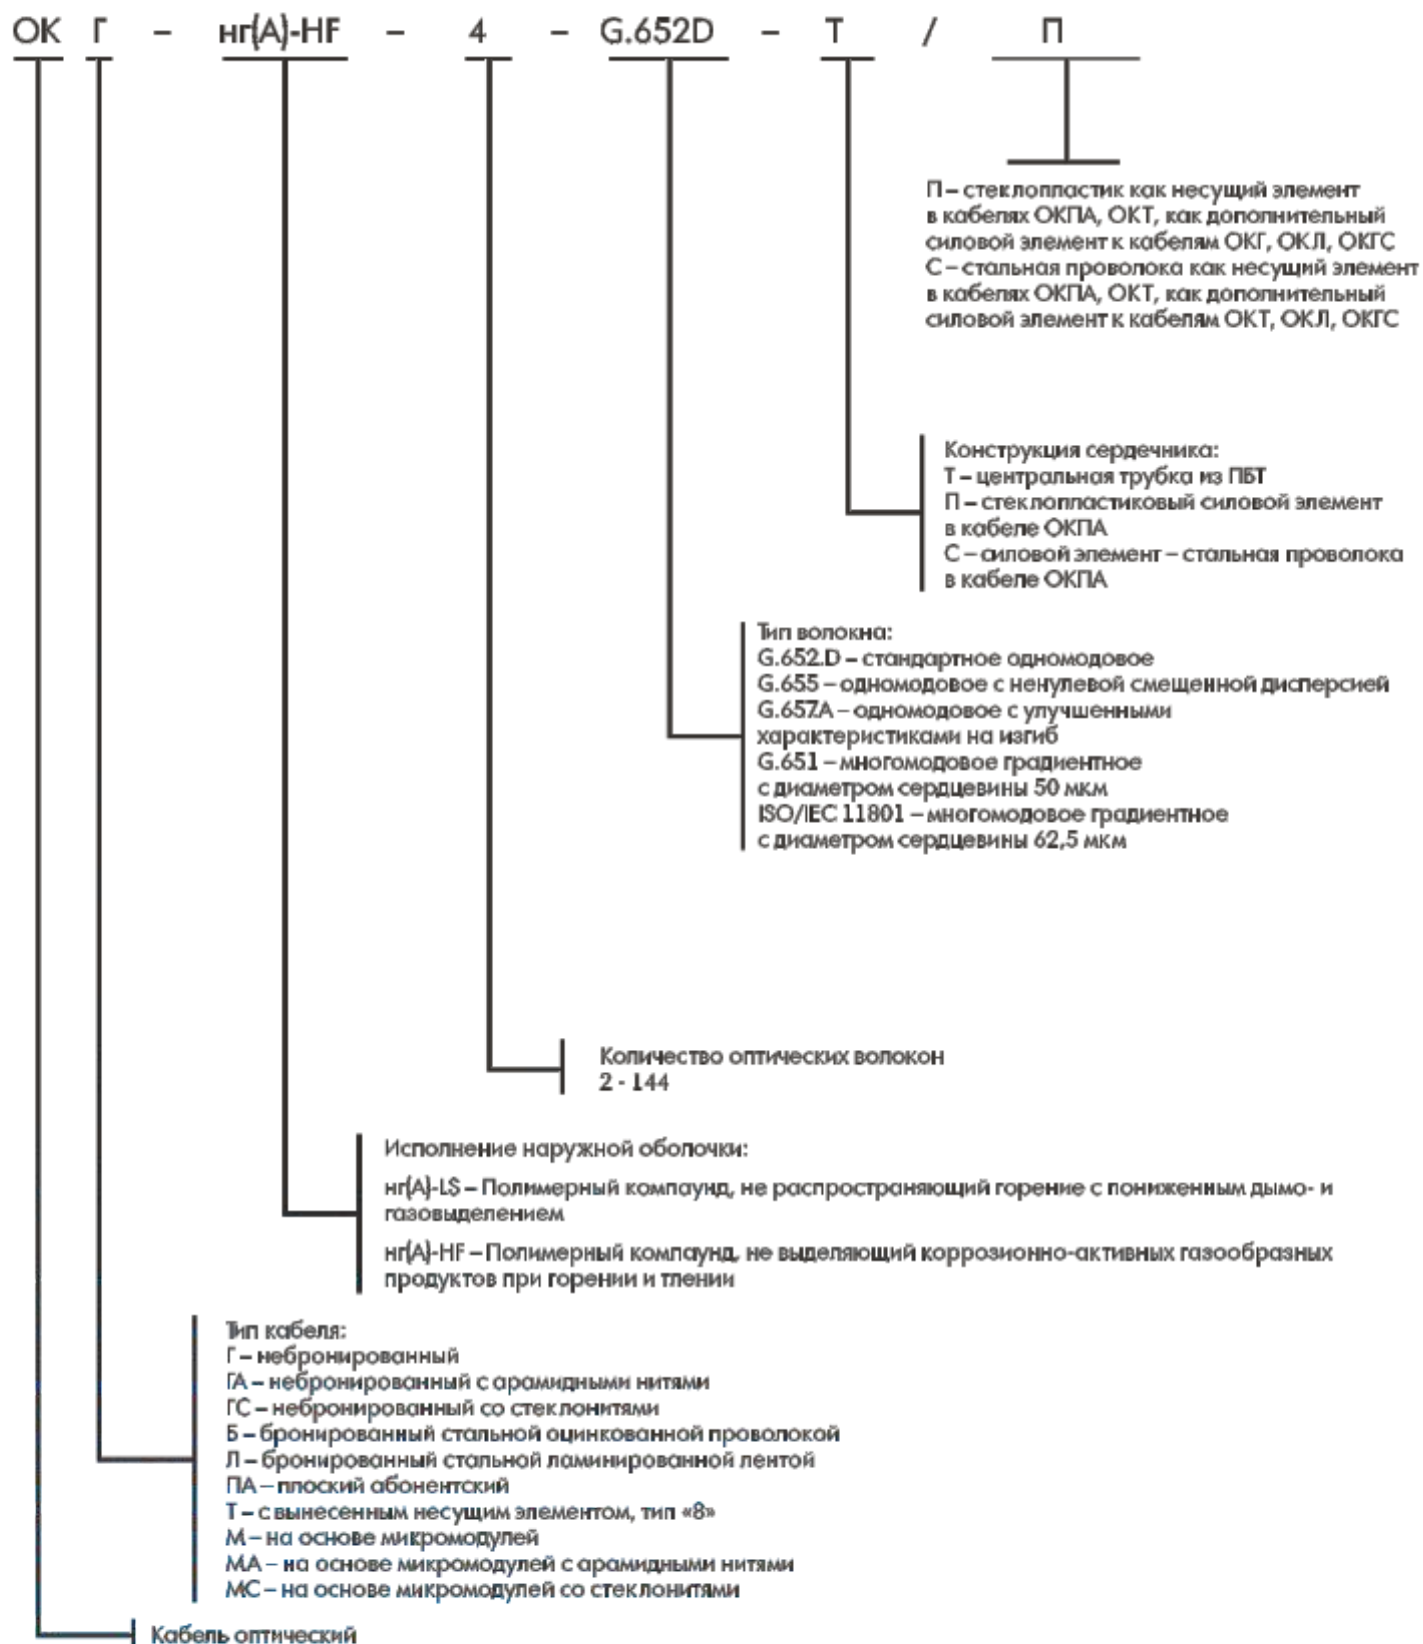 ОК Г – нг(А)-HF – 4 – G.652D – Т / П
П – стеклопластик как несущий элемент
в кабелях ОКПА, ОКТ, как дополнительный
силовой элемент к кабелям ОКГ, ОКЛ, ОКГС
С – стальная проволока как несущий элемент
в кабелях ОКПА, ОКТ, как дополнительный
силовой элемент к кабелям ОКТ, ОКЛ, ОКГС
Конструкция сердечника:
Т – центральная трубка из ПБТ
П – стеклопластиковый силовой элемент
в кабеле ОКПА
С – силовой элемент – стальная проволока
в кабеле ОКПА
Тип волокна:
G.652.D – стандартное одномодовое
G.655 – одномодовое с ненулевой смещенной дисперсией
G.657.A – одномодовое с улучшенными
характеристиками на изгиб
G.651 – многомодовое градиентное
с диаметром сердцевины 50 мкм
ISO/IEC 11801 – многомодовое градиентное
с диаметром сердцевины 62,5 мкм
Количество оптических волокон
2 - 144
Исполнение наружной оболочки:
нг(А)-LS – Полимерный компаунд, не распространяющий горение с пониженным дымо- и
газовыделением
нг(А)-HF – Полимерный компаунд, не выделяющий коррозионно-активных газообразных
продуктов при горении и тлении
Тип кабеля:
Г – небронированный
ГА – небронированный с арамидными нитями
ГС – небронированный со стеклонитями
Б – бронированный стальной оцинкованной проволокой
Л – бронированный стальной ламинированной лентой
ПА – плоский абонентский
Т – с вынесенным несущим элементом, тип «8»
М – на основе микромодулей
МА – на основе микромодулей с арамидными нитями
МС – на основе микромодулей со стеклонитями
Кабель оптический